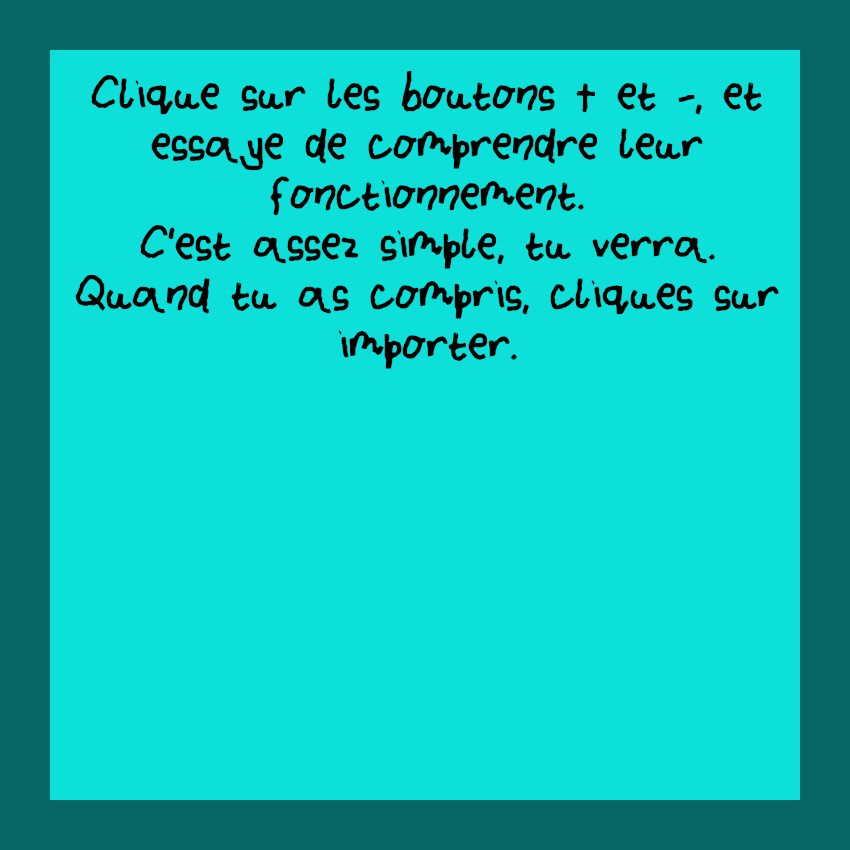 Clique sur les boutons + et -, et
essaye de comprendre leur
fonctionnement.
C'est assez simple, tu verra.
Quand tu as compris, cliques sur
importer.